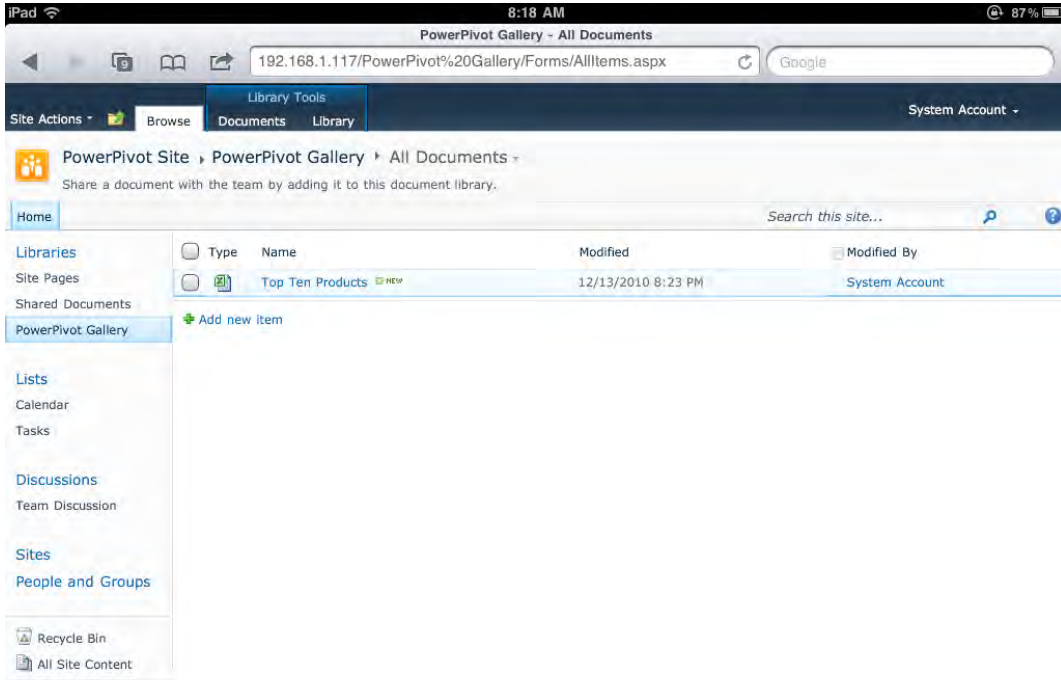 iPad 8:18 AM 87%
PowerPivot Gallery - All Documents
9 192.168.1.117/PowerPivot%20Gallery/Forms/AllItems.aspx Google
Library Tools
Site Actions Browse Documents Library System Account
PowerPivot Site PowerPivot Gallery All Documents
Share a document with the team by adding it to this document library.
Home Search this site... ?
Libraries
Site Pages
Shared Documents
PowerPivot Gallery
Lists
Calendar
Tasks
Discussions
Team Discussion
Sites
People and Groups
Recycle Bin
All Site Content
Type Name Modified Modified By
Top Ten Products NEW 12/13/2010 8:23 PM System Account
Add new item